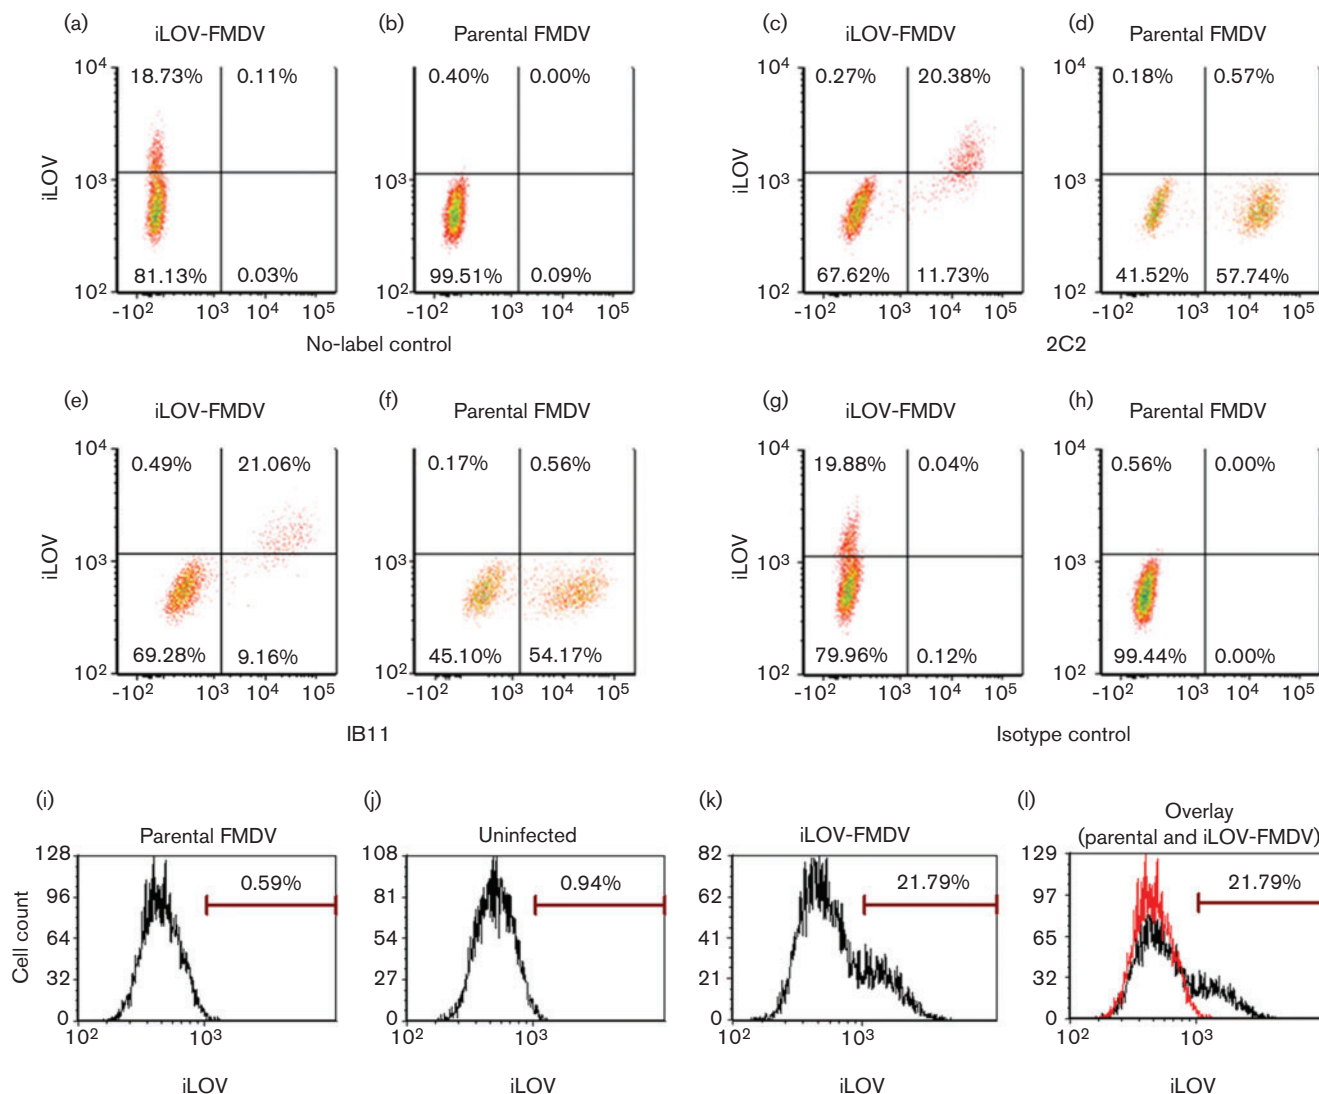 (a) (b) (c) (d)
iLOV-FMDV Parental FMDV iLOV-FMDV Parental FMDV
10⁴ 18.73% 0.11% 0.40% 0.00% 10⁴ 0.27% 20.38% 0.18% 0.57%
iLOV iLOV
10³ 10³ 10³ 10³
81.13% 0.03% 99.51% 0.09% 67.62% 11.73% 41.52% 57.74%
10² 10² 10² 10²
-10² 10³ 10⁴ 10⁵ -10² 10³ 10⁴ 10⁵ -10² 10³ 10⁴ 10⁵ -10² 10³ 10⁴ 10⁵
No-label control 2C2
(e) (f) (g) (h)
iLOV-FMDV Parental FMDV iLOV-FMDV Parental FMDV
10⁴ 0.49% 21.06% 10⁴ 0.17% 0.56% 10⁴ 19.88% 0.04% 10⁴ 0.56% 0.00%
iLOV iLOV
10³ 10³ 10³ 10³
69.28% 9.16% 45.10% 54.17% 79.96% 0.12% 99.44% 0.00%
10² 10² 10² 10²
-10² 10³ 10⁴ 10⁵ -10² 10³ 10⁴ 10⁵ -10² 10³ 10⁴ 10⁵ -10² 10³ 10⁴ 10⁵
IB11 Isotype control
(i) (j) (k) (l)
Parental FMDV Uninfected iLOV-FMDV Overlay
(parental and iLOV-FMDV)
128 108 82 129
0.59% 0.94% 21.79% 21.79%
96 81 62 97
Cell count
64 54 41 65
32 27 21 32
0 0 0 0
10² 10³ 10² 10³ 10² 10³ 10² 10³
iLOV iLOV iLOV iLOV